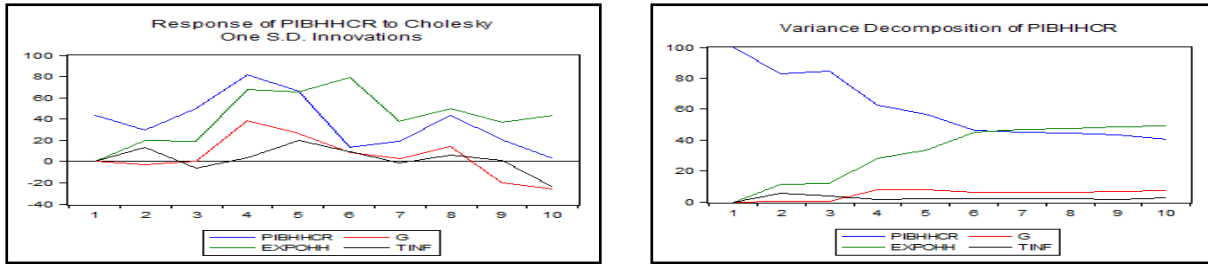 Response of PIBHHCR to Cholesky
One S.D. Innovations
100
80
60
40
20
0
-20
-40
1 2 3 4 5 6 7 8 9 10
PIBHHCR G
EXPOHH TINF
Variance Decomposition of PIBHHCR
100
80
60
40
20
0
1 2 3 4 5 6 7 8 9 10
PIBHHCR G
EXPOHH TINF